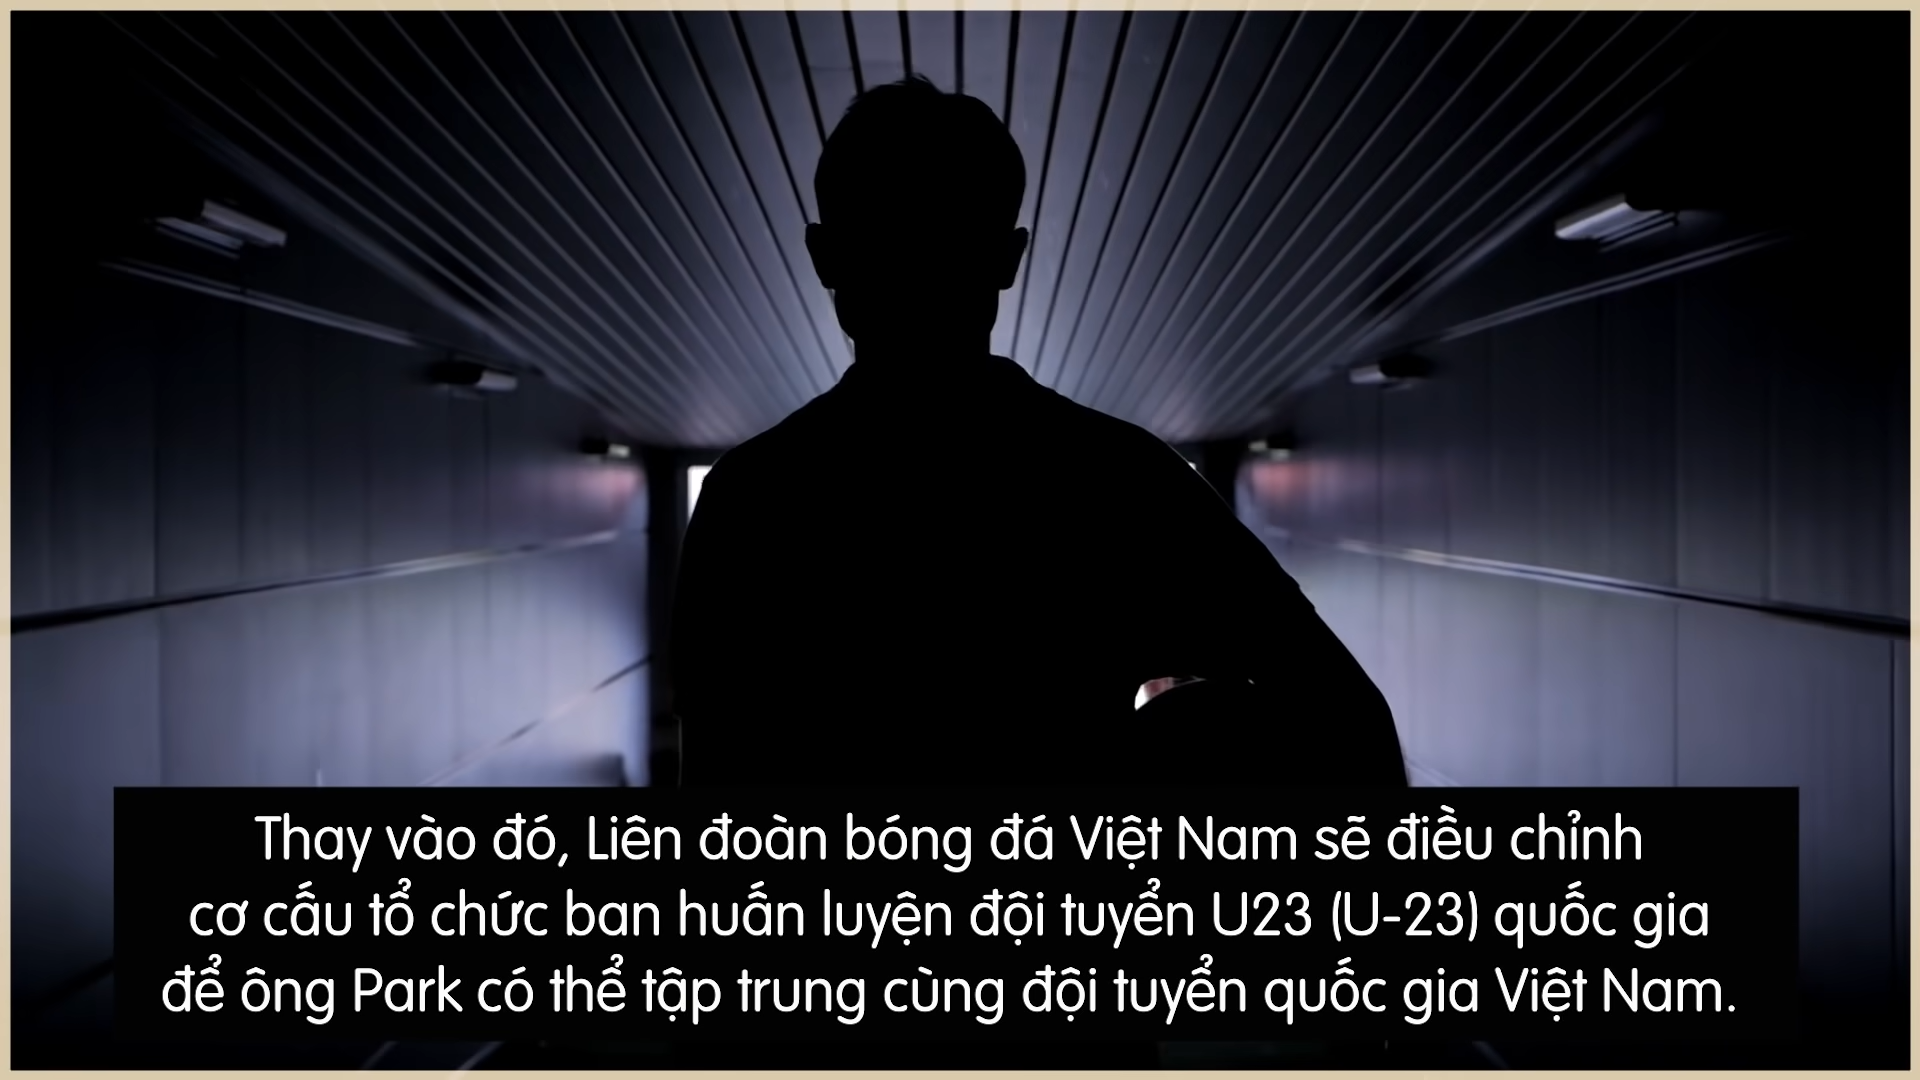 Thay vào đó, Liên đoàn bóng đá Việt Nam sẽ điều chỉnh
cơ cấu tổ chức ban huấn luyện đội tuyển U23 (U-23) quốc gia
để ông Park có thể tập trung cùng đội tuyển quốc gia Việt Nam.